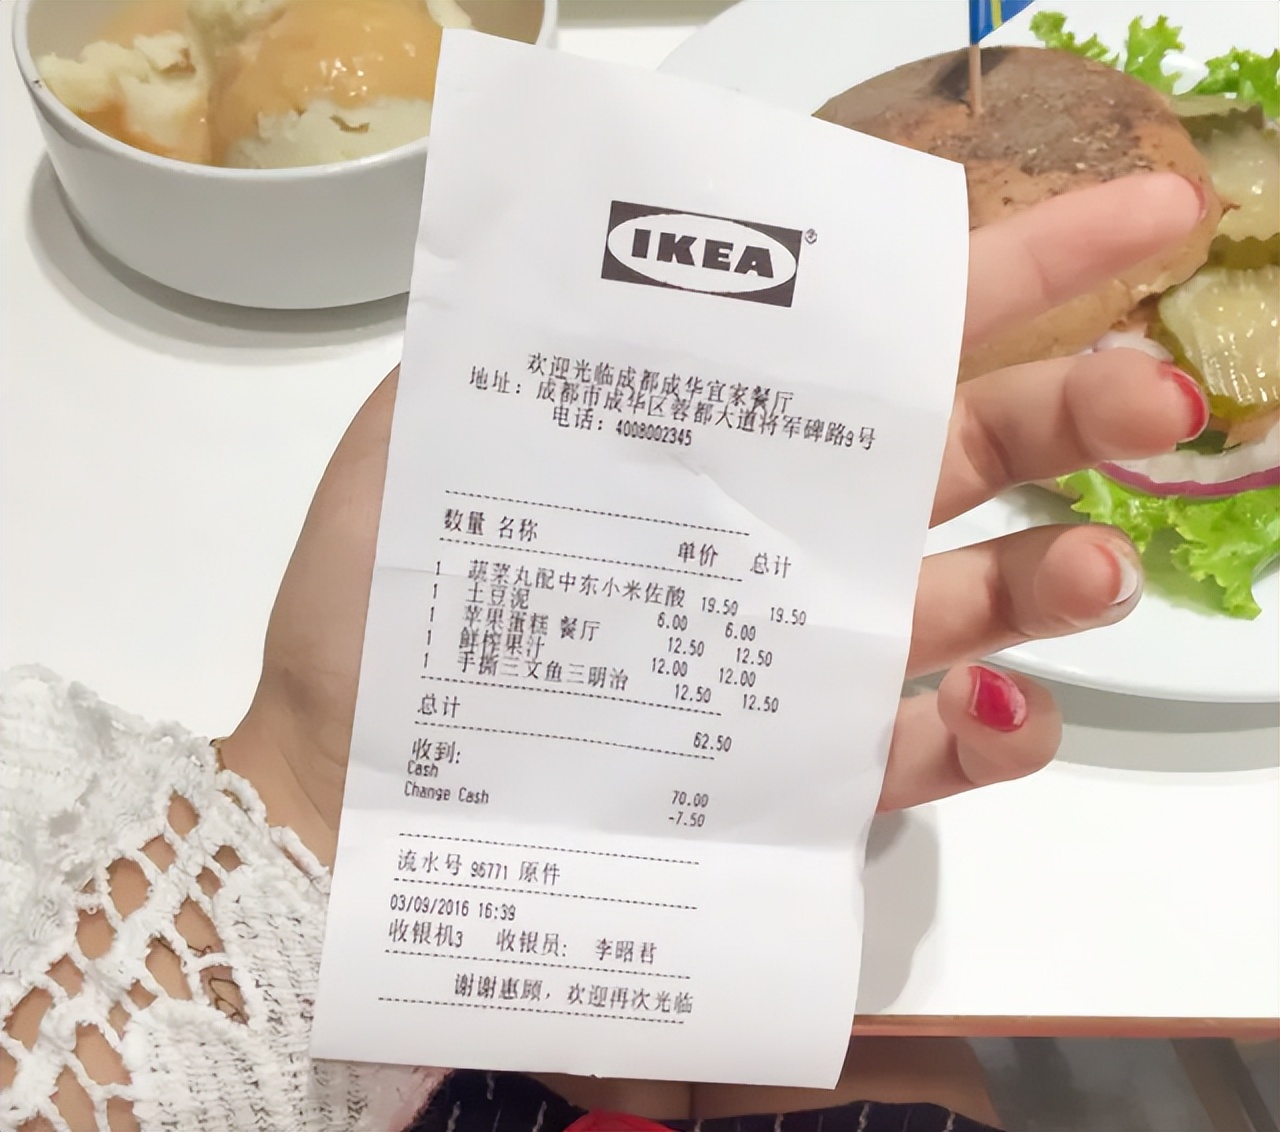 IKEA®
欢迎光临成都成华宜家餐厅
地址：成都市成华区蓉都大道将军碑路9号
电话：4008002345
数量 名称 单价 总计
1 蔬菜丸配中东小米佐酸 19.50 19.50
1 土豆泥 6.00 6.00
1 苹果蛋糕 餐厅 12.50 12.50
1 鲜榨果汁 12.00 12.00
1 手撕三文鱼三明治 12.50 12.50
总计 62.50
收到:
Cash 70.00
Change Cash -7.50
流水号 96771 原件
03/09/2016 16:39
收银机3 收银员: 李昭君
谢谢惠顾，欢迎再次光临